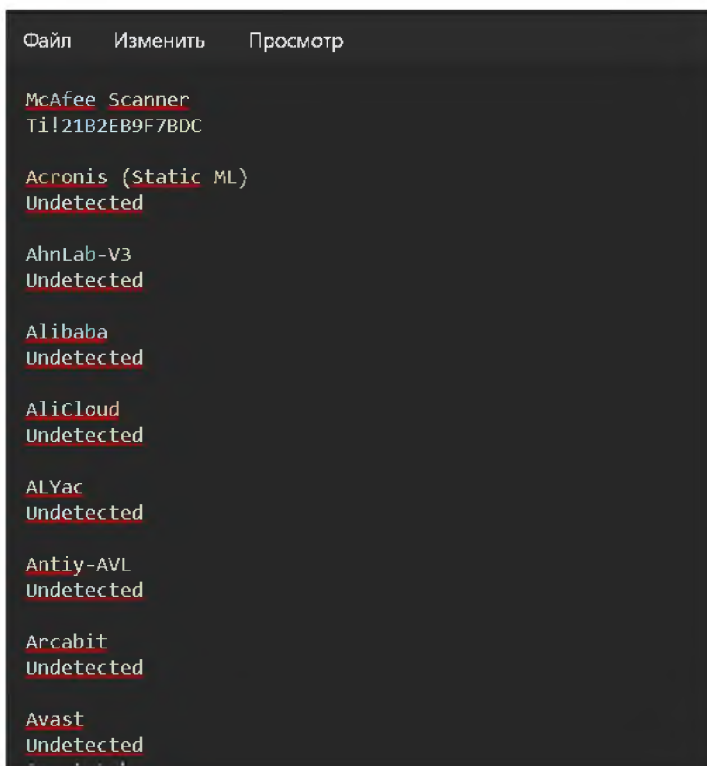 Файл Изменить Просмотр
McAfee Scanner
Ti!21B2EB9F7BDC
Acronis (Static ML)
Undetected
AhnLab-V3
Undetected
Alibaba
Undetected
AliCloud
Undetected
ALYac
Undetected
Antiy-AVL
Undetected
Arcabit
Undetected
Avast
Undetected